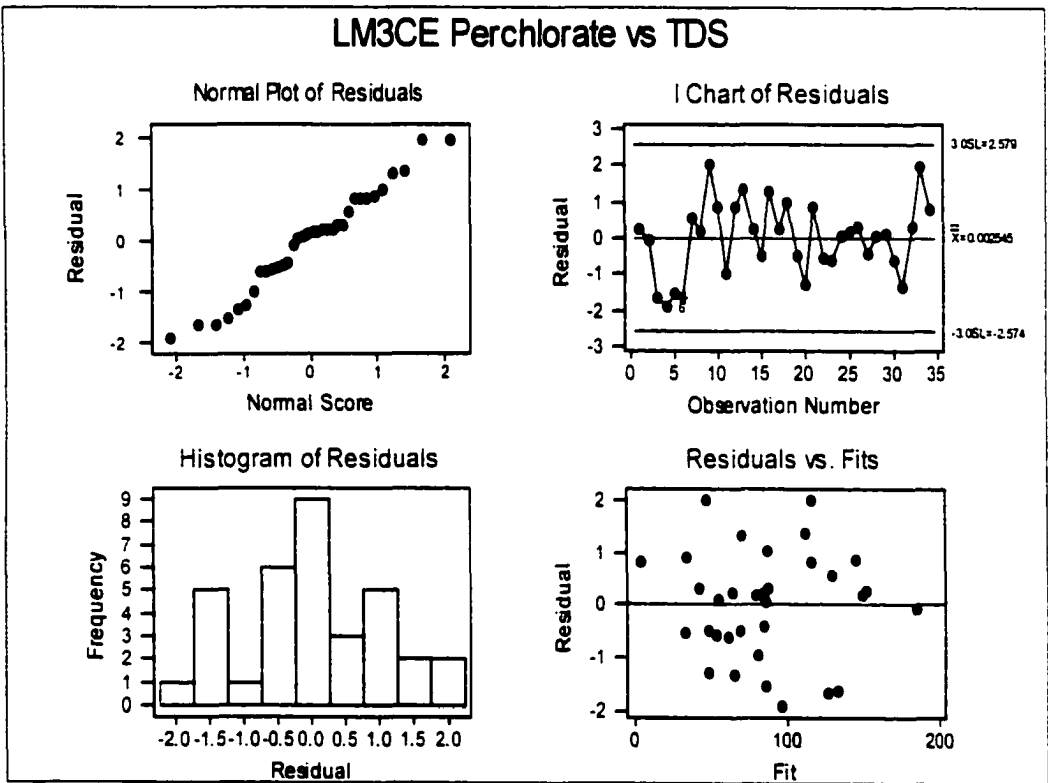 LM3CE Perchlorate vs TDS
Normal Plot of Residuals
2
1
0
-1
-2
Residual
-2 -1 0 1 2
Normal Score
I Chart of Residuals
3
2
1
0
-1
-2
-3
Residual
6
3.0SL=2.579
X=0.002545
-3.0SL=-2.574
0 5 10 15 20 25 30 35
Observation Number
Histogram of Residuals
9
8
7
6
5
4
3
2
1
0
Frequency
-2.0 -1.5 -1.0 -0.5 0.0 0.5 1.0 1.5 2.0
Residual
Residuals vs. Fits
2
1
0
-1
-2
Residual
0 100 200
Fit